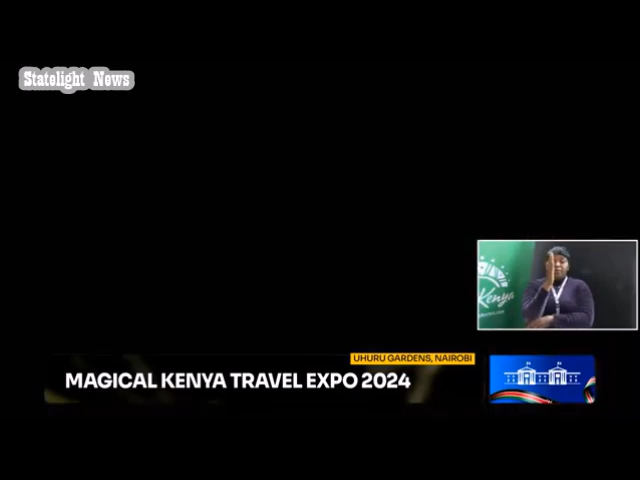 Statelight News
Kenya
UHURU GARDENS, NAIROBI
MAGICAL KENYA TRAVEL EXPO 2024